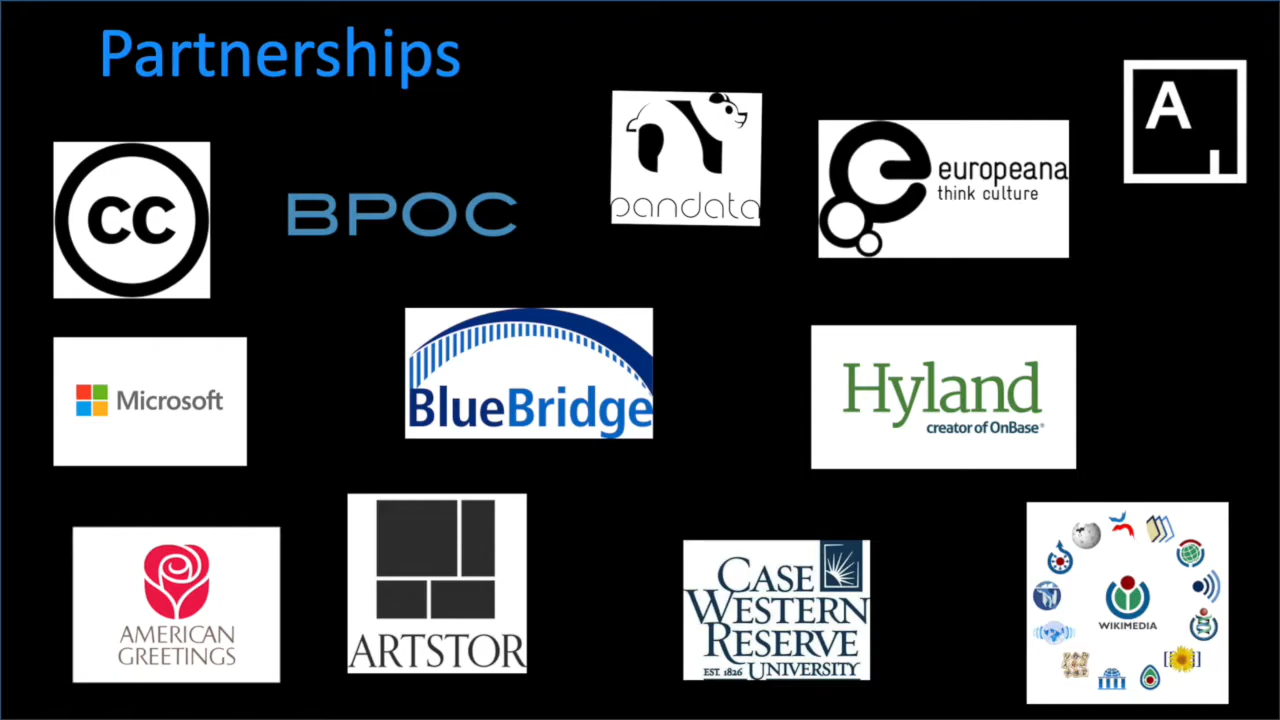 Partnerships
A
cc
BPOC
pandata
europeana
think culture
Microsoft
BlueBridge
Hyland
creator of OnBase®
AMERICAN
GREETINGS
ARTSTOR
CASE
WESTERN
RESERVE
EST. 1826 UNIVERSITY
WIKIMEDIA